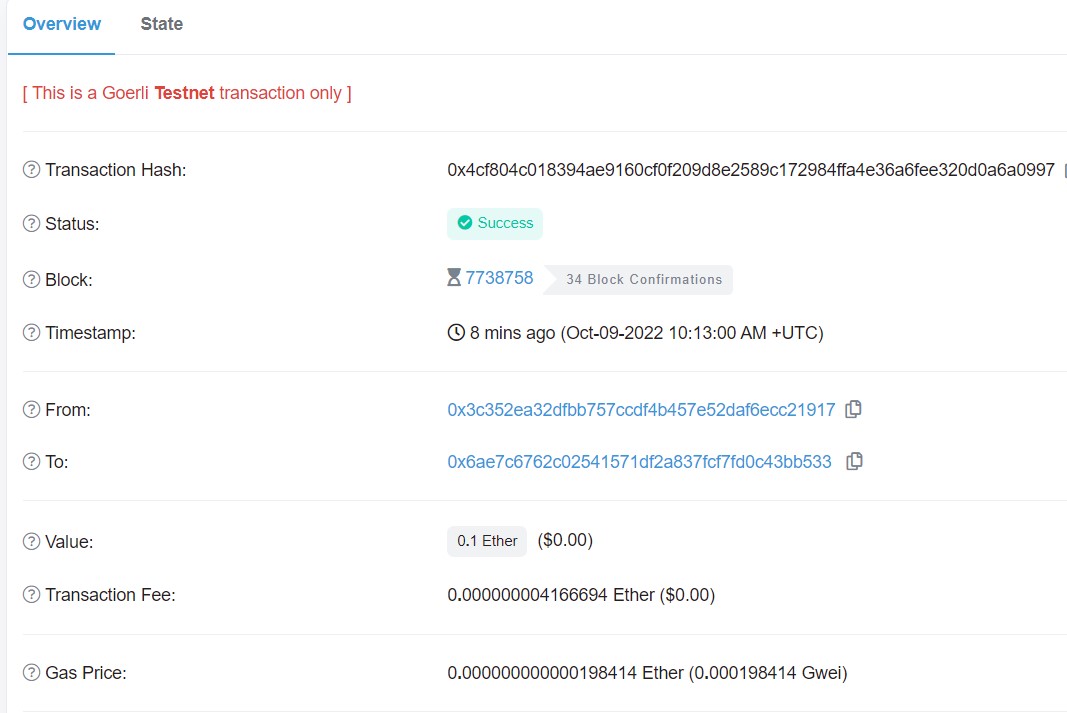 Overview State
[ This is a Goerli Testnet transaction only ]
Transaction Hash: 0x4cf804c018394ae9160cf0f209d8e2589c172984ffa4e36a6fee320d0a6a0997
Status: Success
Block: 7738758 34 Block Confirmations
Timestamp: 8 mins ago (Oct-09-2022 10:13:00 AM +UTC)
From: 0x3c352ea32dfbb757ccdf4b457e52daf6ecc21917
To: 0x6ae7c6762c02541571df2a837fcf7fd0c43bb533
Value: 0.1 Ether ($0.00)
Transaction Fee: 0.000000004166694 Ether ($0.00)
Gas Price: 0.000000000000198414 Ether (0.000198414 Gwei)